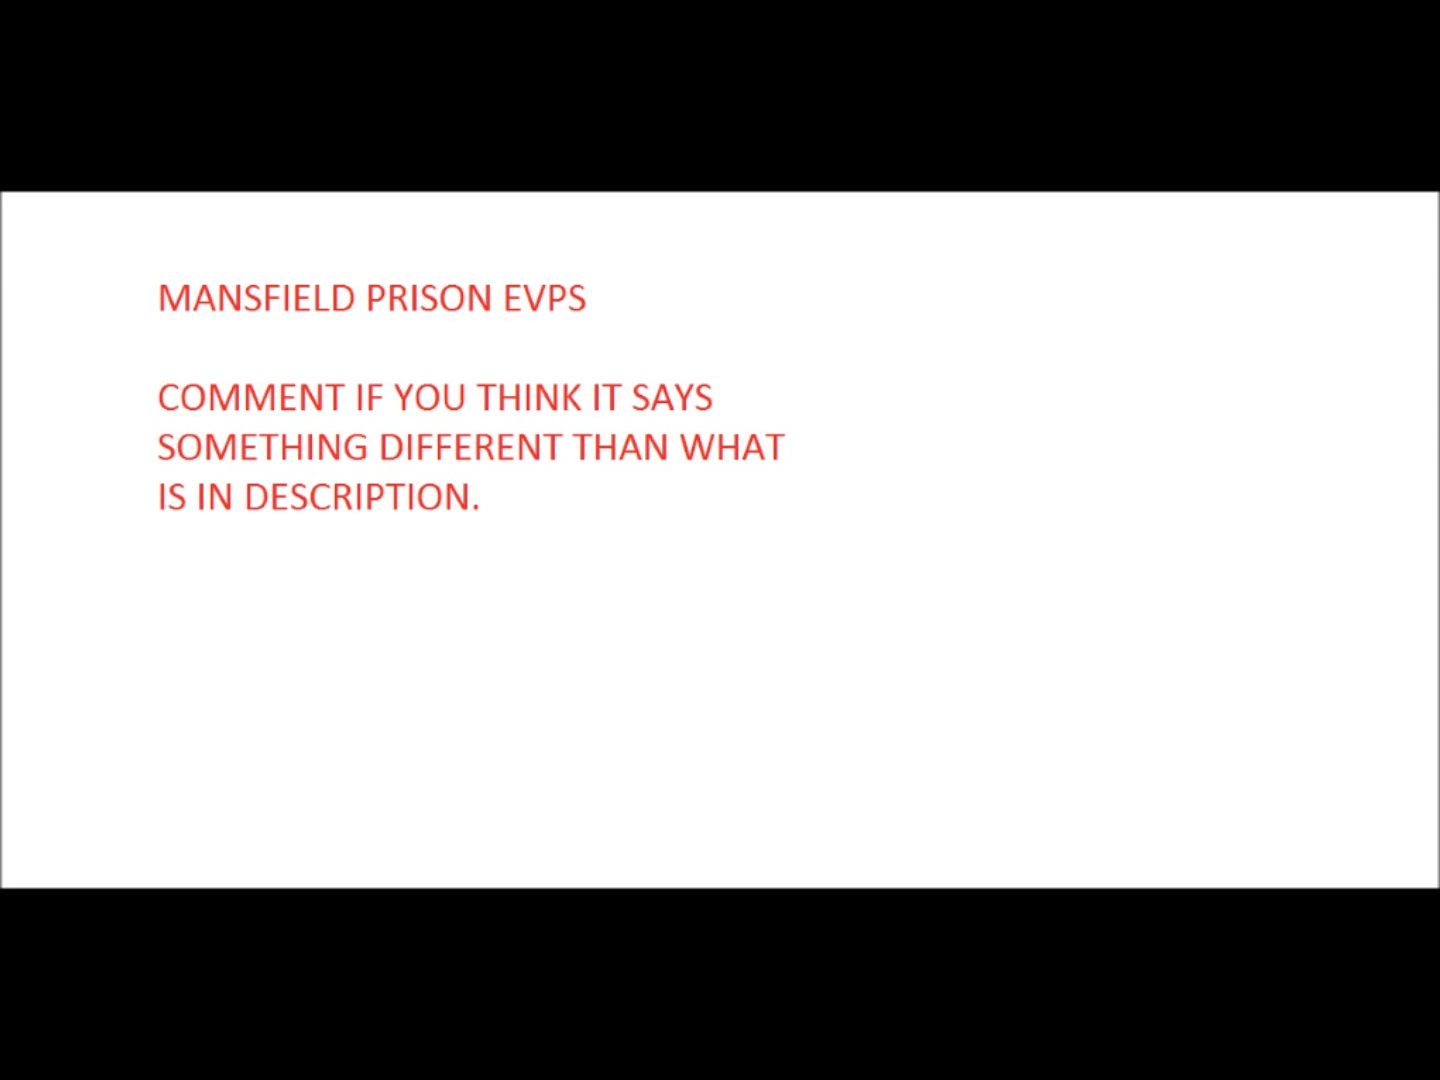 MANSFIELD PRISON EVPS
COMMENT IF YOU THINK IT SAYS
SOMETHING DIFFERENT THAN WHAT
IS IN DESCRIPTION.